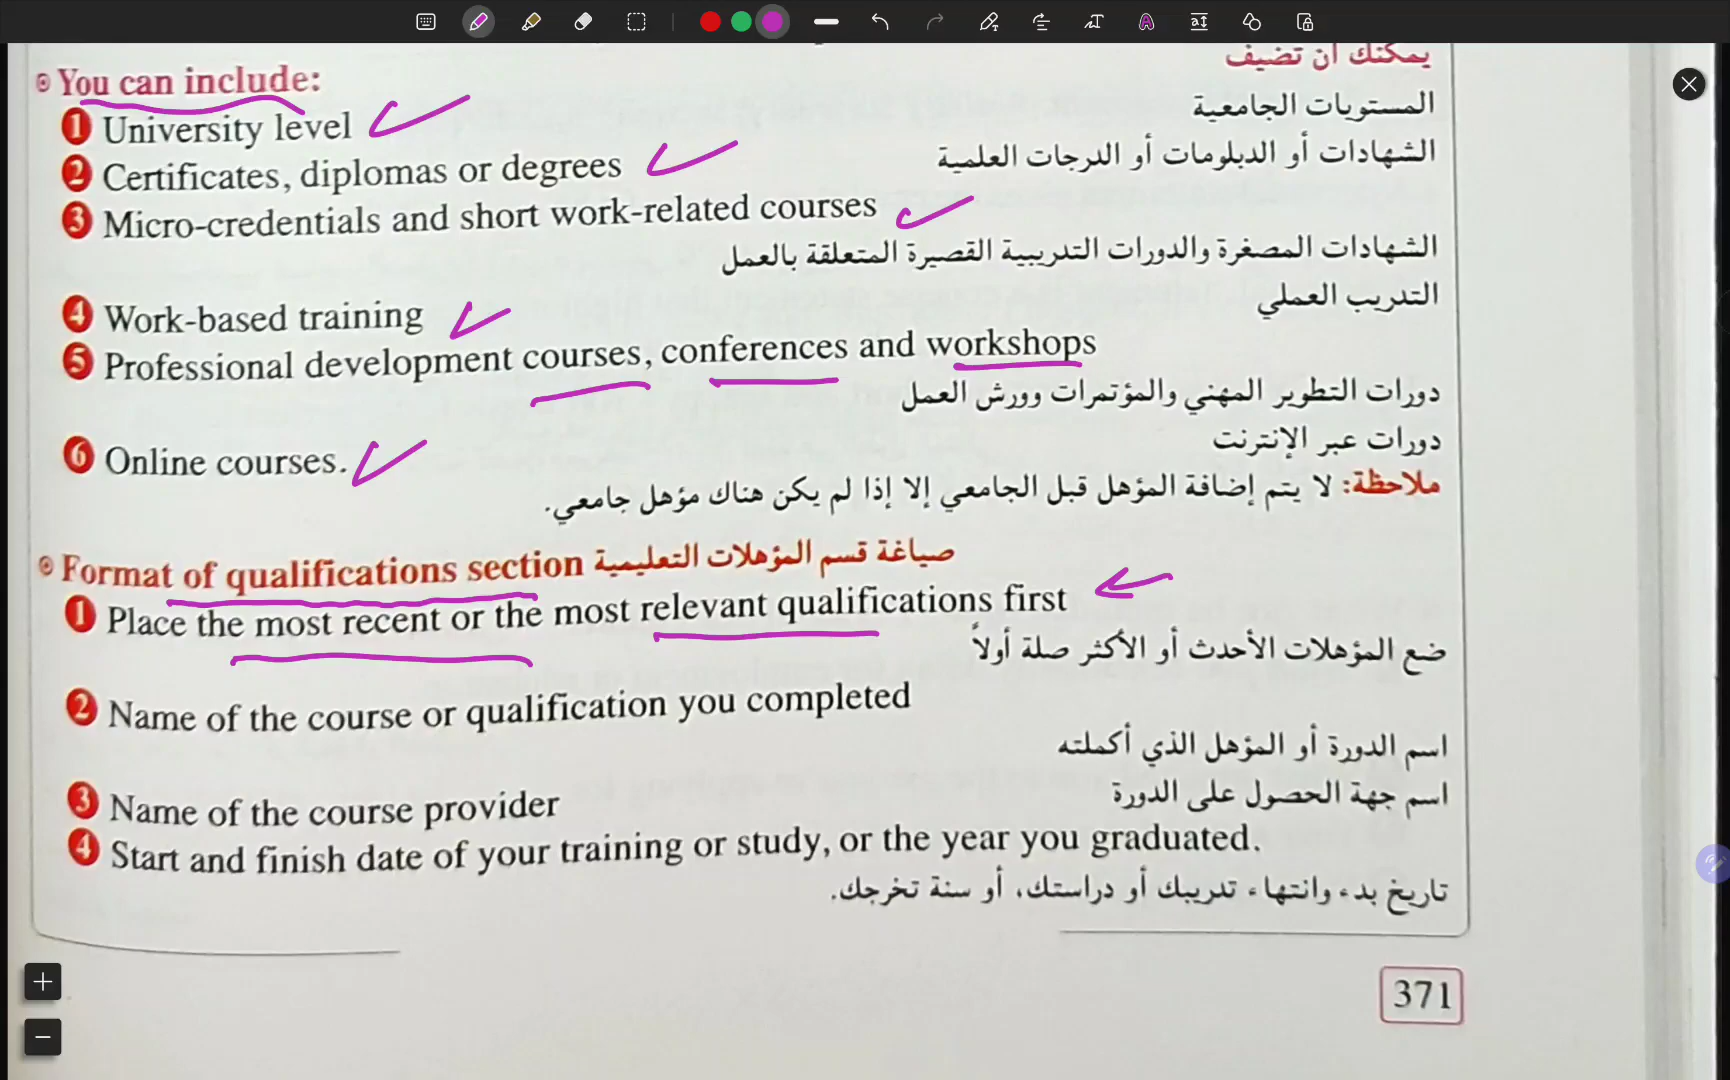 يمكنك أن تضيف
You can include:
المستويات الجامعية
1 University level
الشهادات أو الدبلومات أو الدرجات العلمية
2 Certificates, diplomas or degrees
3 Micro-credentials and short work-related courses
الشهادات المصغرة والدورات التدريبية القصيرة المتعلقة بالعمل
التدريب العملي
4 Work-based training
5 Professional development courses, conferences and workshops
دورات التطوير المهني والمؤتمرات وورش العمل
دورات عبر الإنترنت
6 Online courses.
ملاحظة: لا يتم إضافة المؤهل قبل الجامعي إلا إذا لم يكن هناك مؤهل جامعي.
Format of qualifications section صياغة قسم المؤهلات التعليمية
1 Place the most recent or the most relevant qualifications first
ضع المؤهلات الأحدث أو الأكثر صلة أولاً
2 Name of the course or qualification you completed
اسم الدورة أو المؤهل الذي أكملته
3 Name of the course provider
اسم جهة الحصول على الدورة
4 Start and finish date of your training or study, or the year you graduated.
تاريخ بدء وانتهاء تدريبك أو دراستك، أو سنة تخرجك.
371